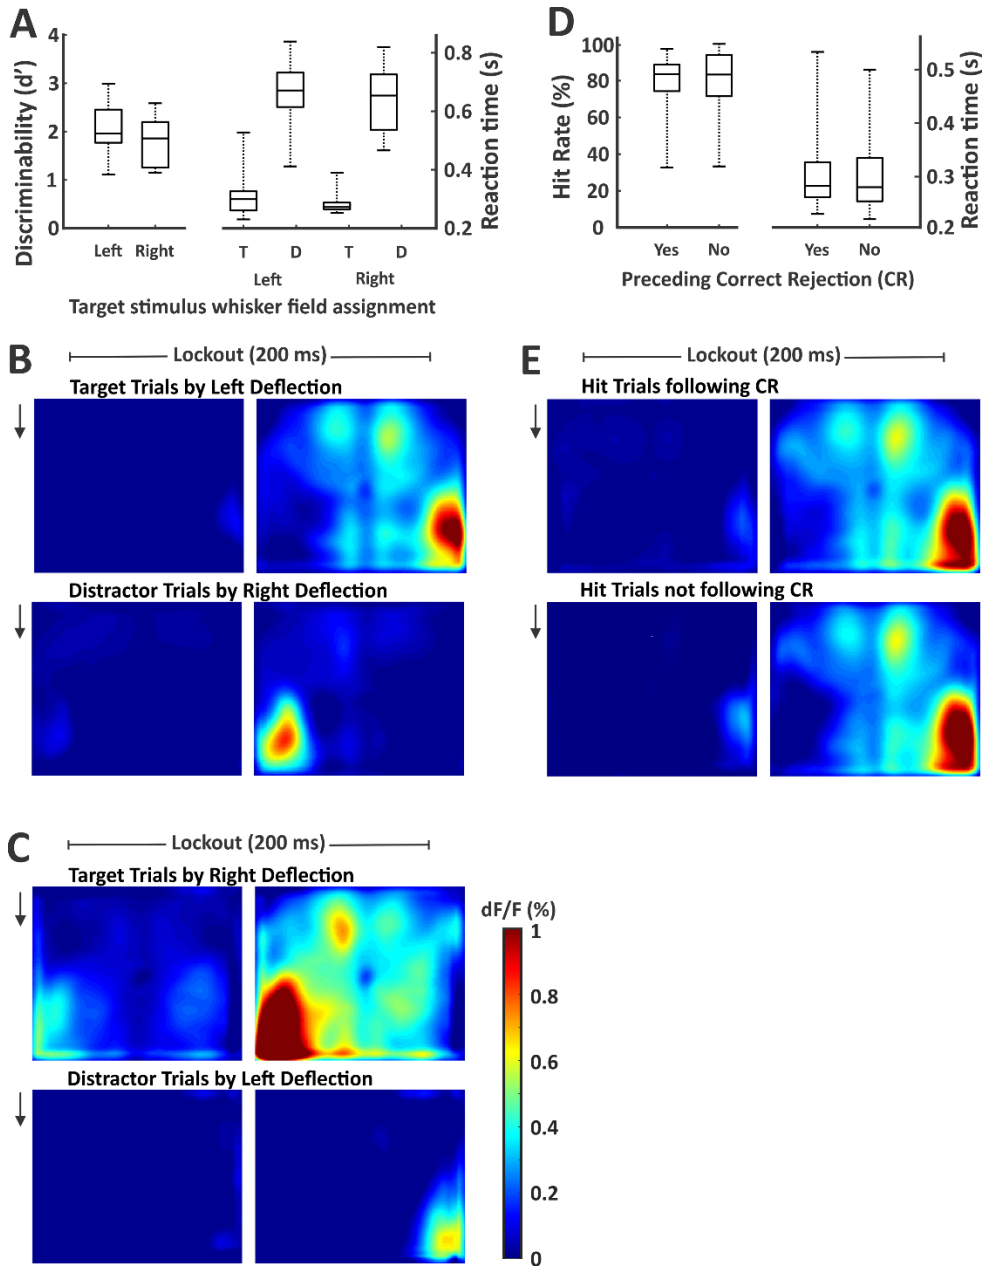 A
Discriminability (d')
4
3
2
1
0
Left Right
0.8
0.6
0.4
0.2
Reaction time (s)
T D T D
Left Right
Target stimulus whisker field assignment
D
Hit Rate (%)
100
80
60
40
20
0
Yes No
0.5
0.4
0.3
0.2
Reaction time (s)
Yes No
Preceding Correct Rejection (CR)
B
Lockout (200 ms)
Target Trials by Left Deflection
Distractor Trials by Right Deflection
E
Lockout (200 ms)
Hit Trials following CR
Hit Trials not following CR
C
Lockout (200 ms)
Target Trials by Right Deflection
Distractor Trials by Left Deflection
dF/F (%)
1
0.8
0.6
0.4
0.2
0